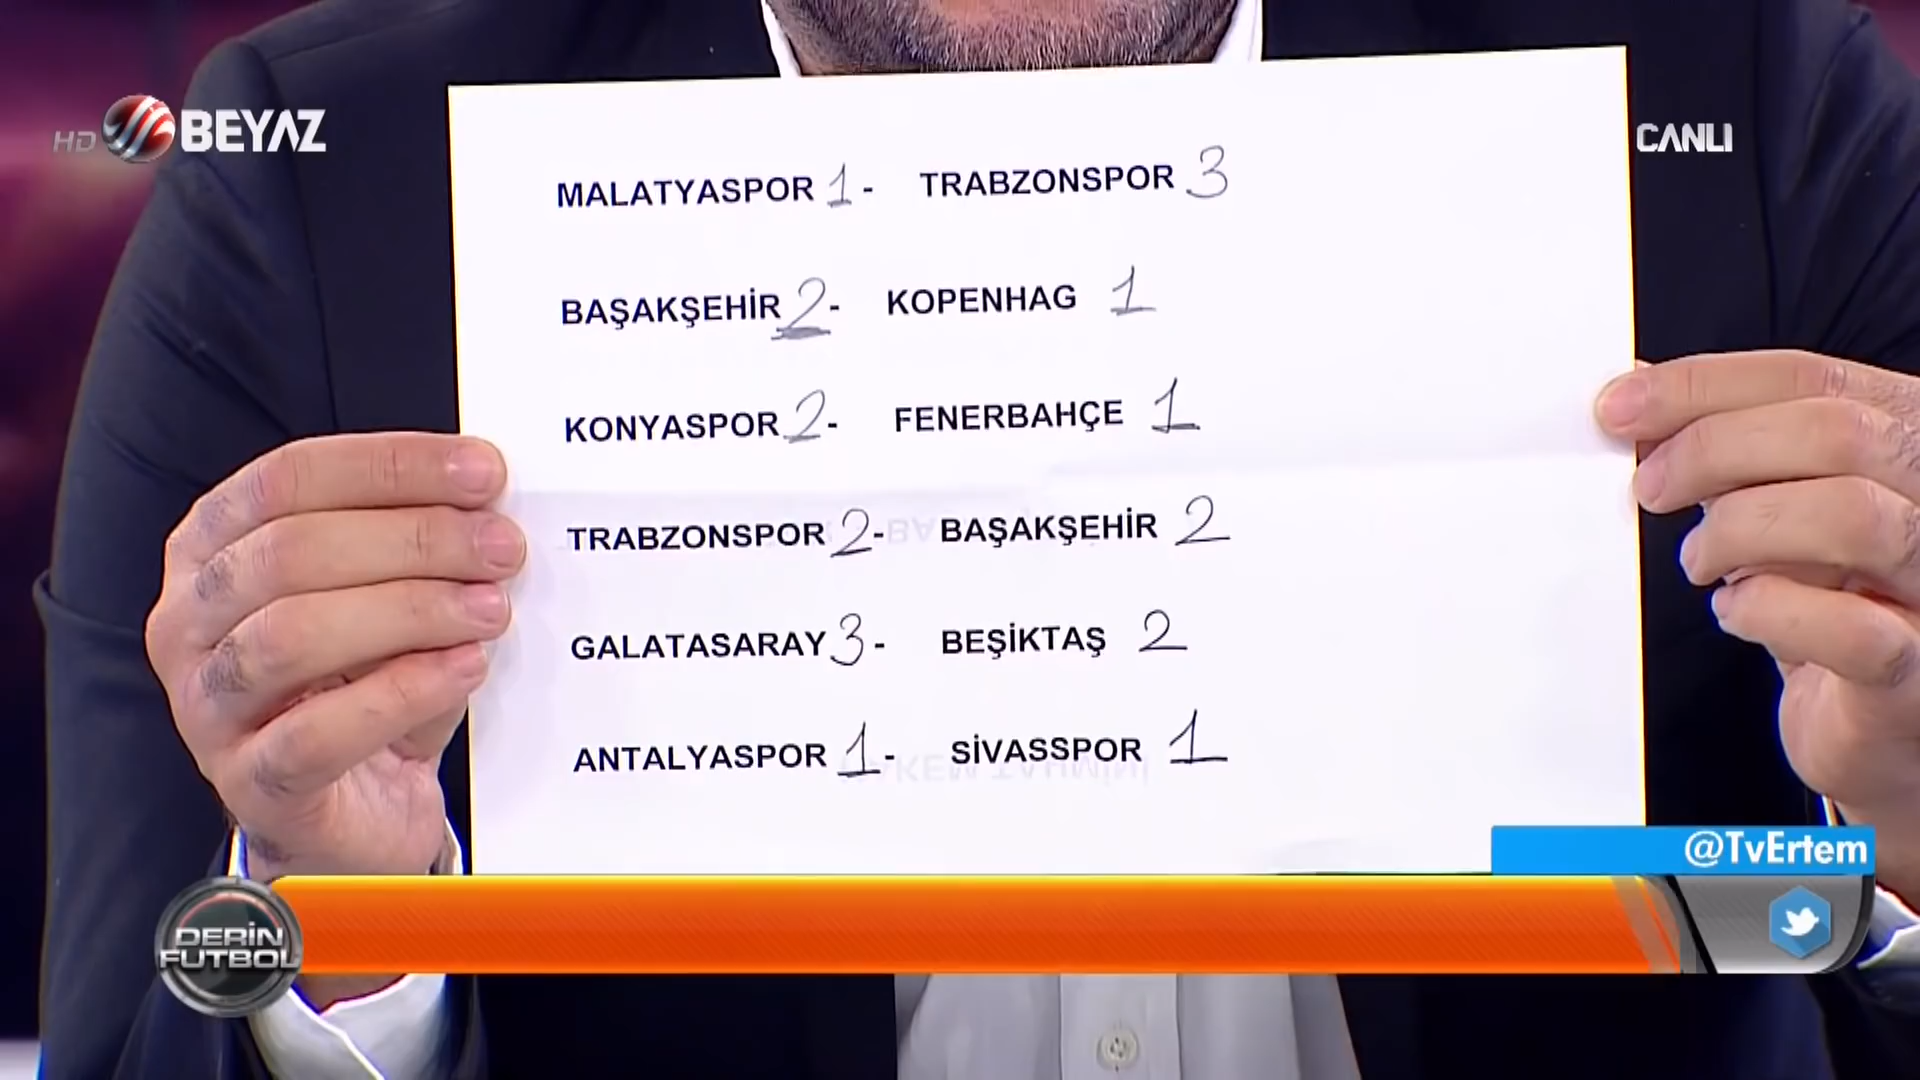 HD BEYAZ
CANLI
MALATYASPOR 1 - TRABZONSPOR 3
BAŞAKŞEHİR 2 - KOPENHAG 1
KONYASPOR 2 - FENERBAHÇE 1
TRABZONSPOR 2 - BAŞAKŞEHİR 2
GALATASARAY 3 - BEŞİKTAŞ 2
ANTALYASPOR 1 - SİVASSPOR 1
@TvErtem
DERİN
FUTBOL